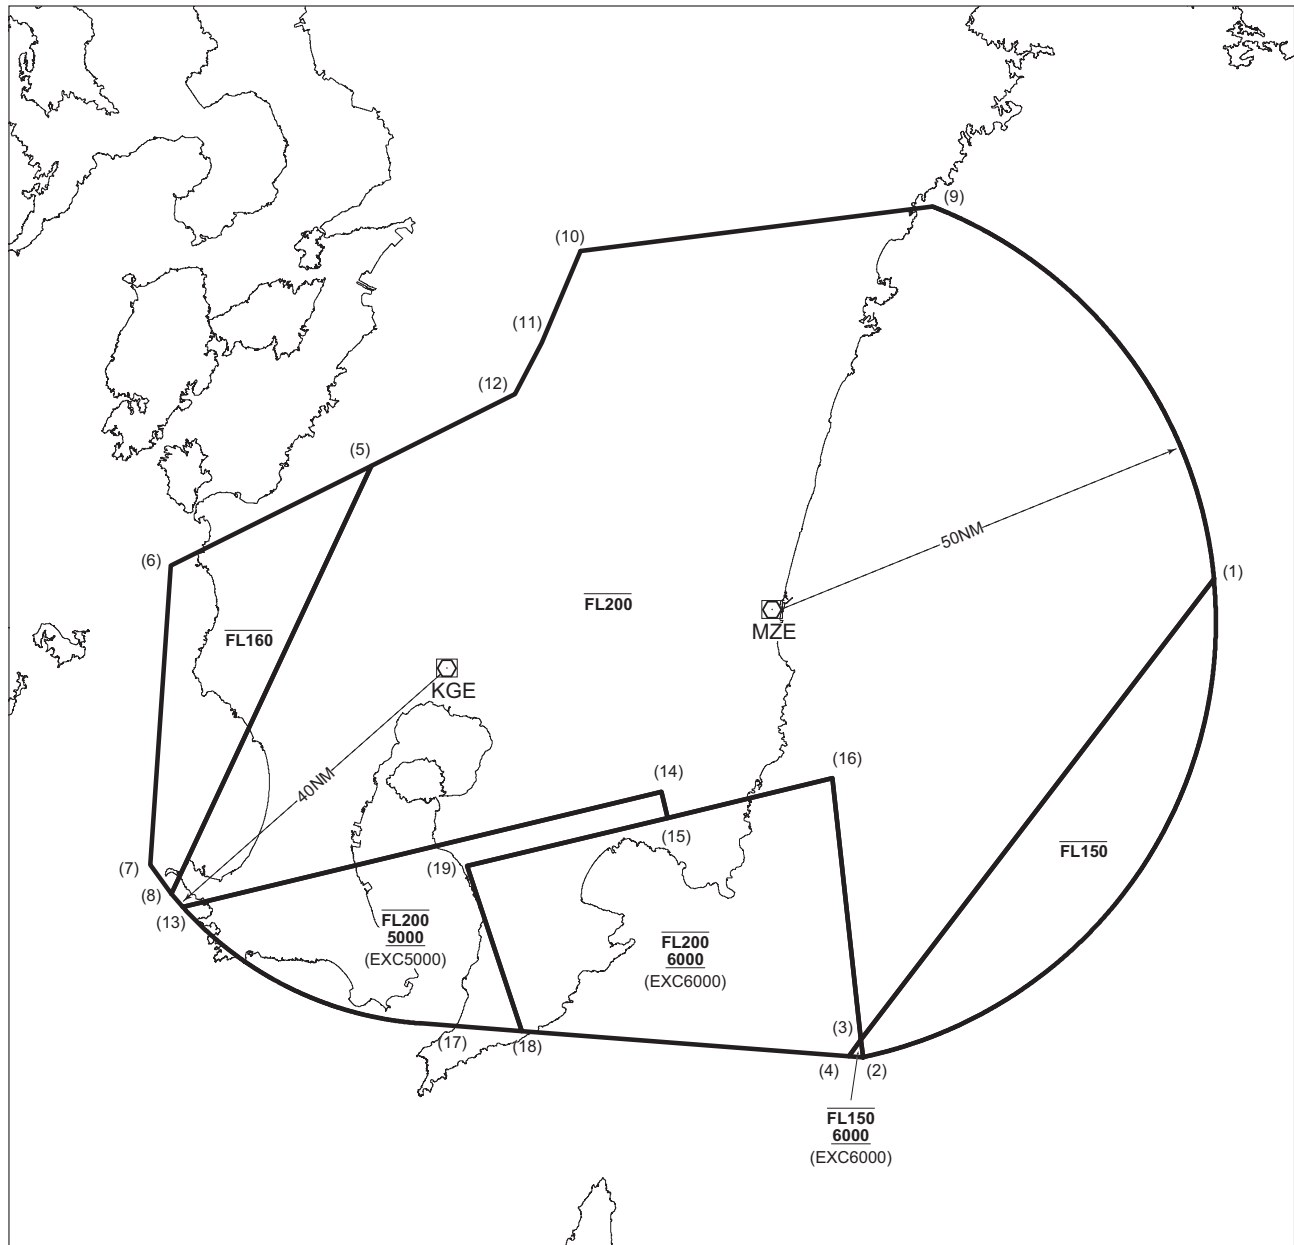 (9)
(10)
(11)
(12)
(5)
50NM
(6)
(1)
FL200
MZE
FL160
KGE
40NM
(14)
(16)
(15)
FL150
(7)
(19)
(8)
(13)
FL200
5000
(EXC5000)
FL200
6000
(EXC6000)
(3)
(17)
(18)
(4)
(2)
FL150
6000
(EXC6000)